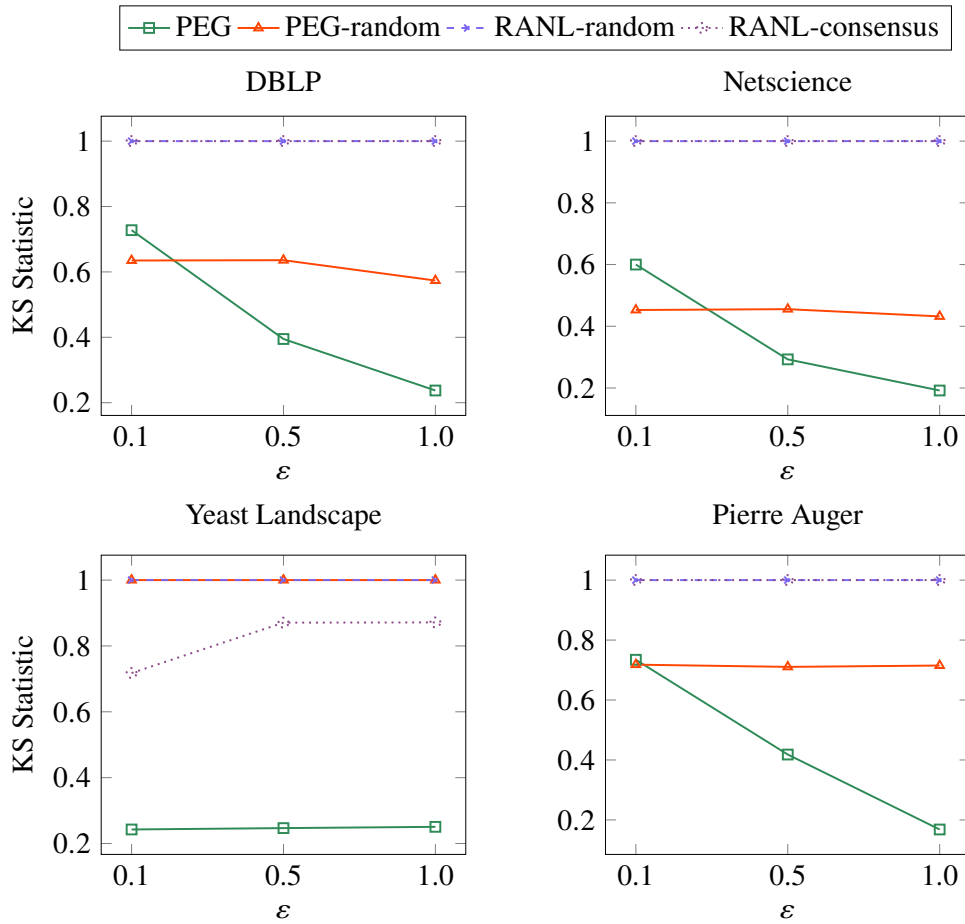 PEG PEG-random RANL-random RANL-consensus
DBLP
Netscience
KS Statistic
1
0.8
0.6
0.4
0.2
0.1 0.5 1.0
ε
1
0.8
0.6
0.4
0.2
0.1 0.5 1.0
ε
Yeast Landscape
Pierre Auger
KS Statistic
1
0.8
0.6
0.4
0.2
0.1 0.5 1.0
ε
1
0.8
0.6
0.4
0.2
0.1 0.5 1.0
ε